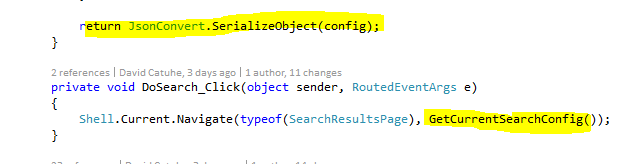 return JsonConvert.SerializeObject(config);
}
2 references | David Catuhe, 3 days ago | 1 author, 11 changes
private void DoSearch_Click(object sender, RoutedEventArgs e)
{
Shell.Current.Navigate(typeof(SearchResultsPage), GetCurrentSearchConfig());
}